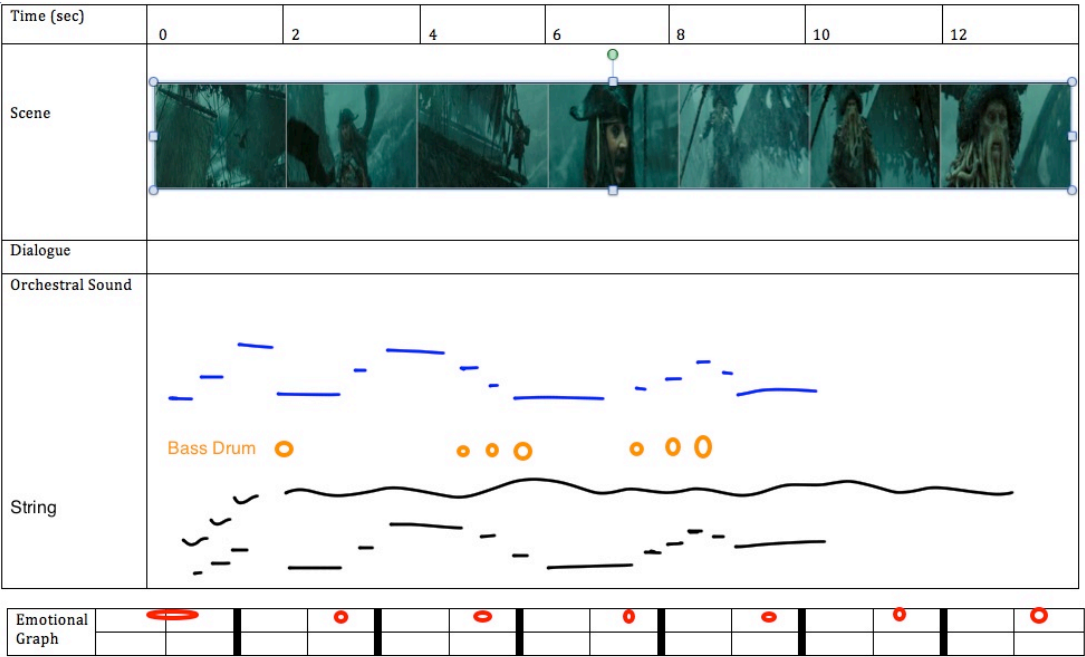 Time (sec)
0 2 4 6 8 10 12
Scene
Dialogue
Orchestral Sound
Bass Drum
String
Emotional
Graph